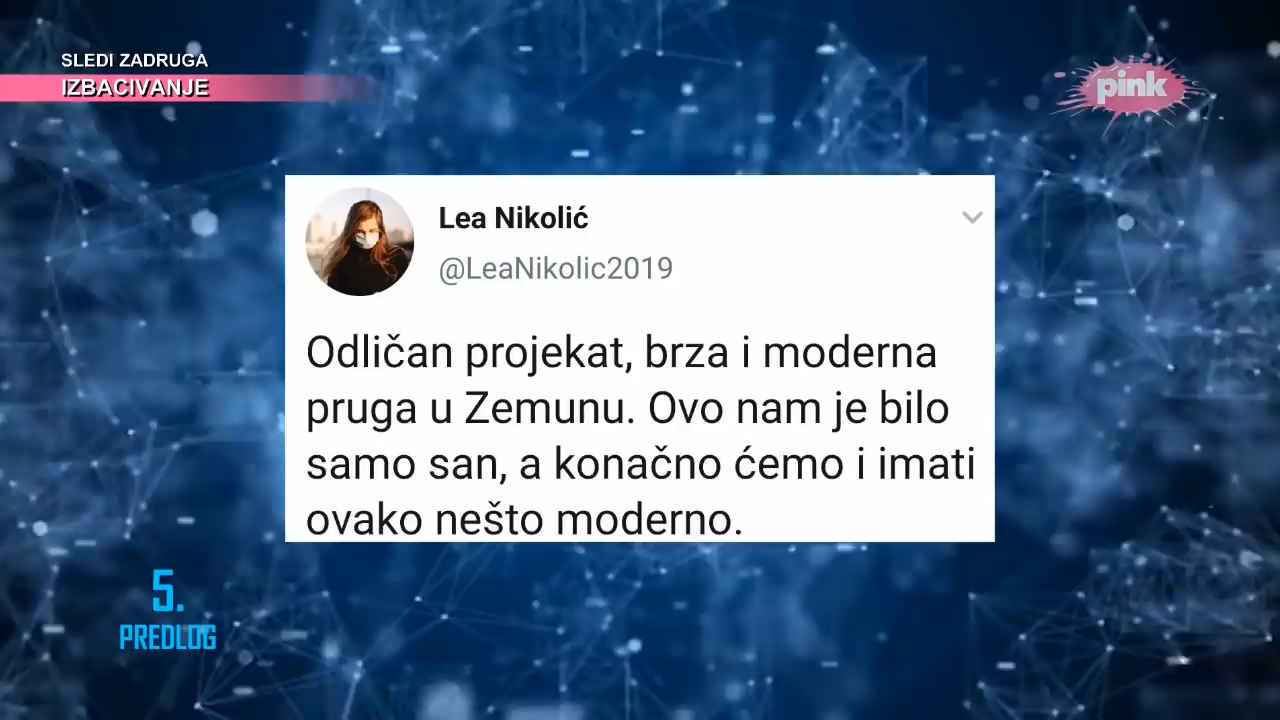 SLEDI ZADRUGA
IZBACIVANJE
pink
Lea Nikolić
@LeaNikolic2019
Odličan projekat, brza i moderna
pruga u Zemunu. Ovo nam je bilo
samo san, a konačno ćemo i imati
ovako nešto moderno.
5.
PREDLOG